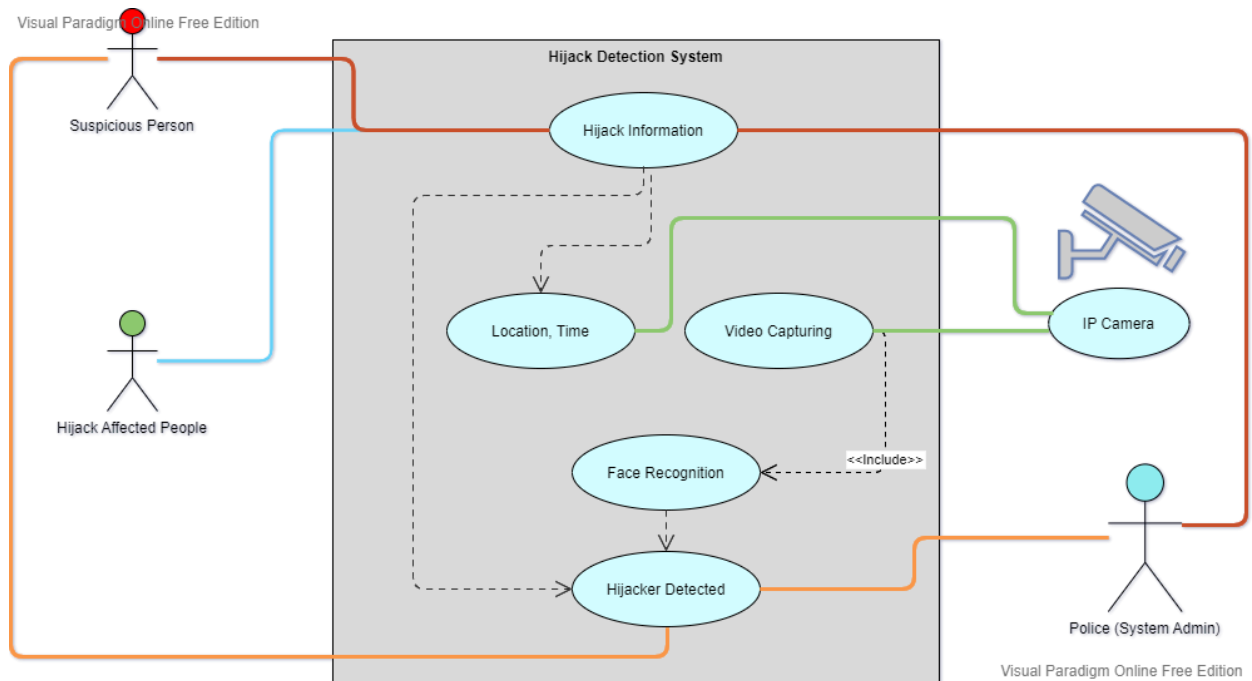 Visual Paradigm Online Free Edition
Hijack Detection System
Suspicious Person
Hijack Information
Location, Time
Video Capturing
IP Camera
Hijack Affected People
<<Include>>
Face Recognition
Hijacker Detected
Police (System Admin)
Visual Paradigm Online Free Edition